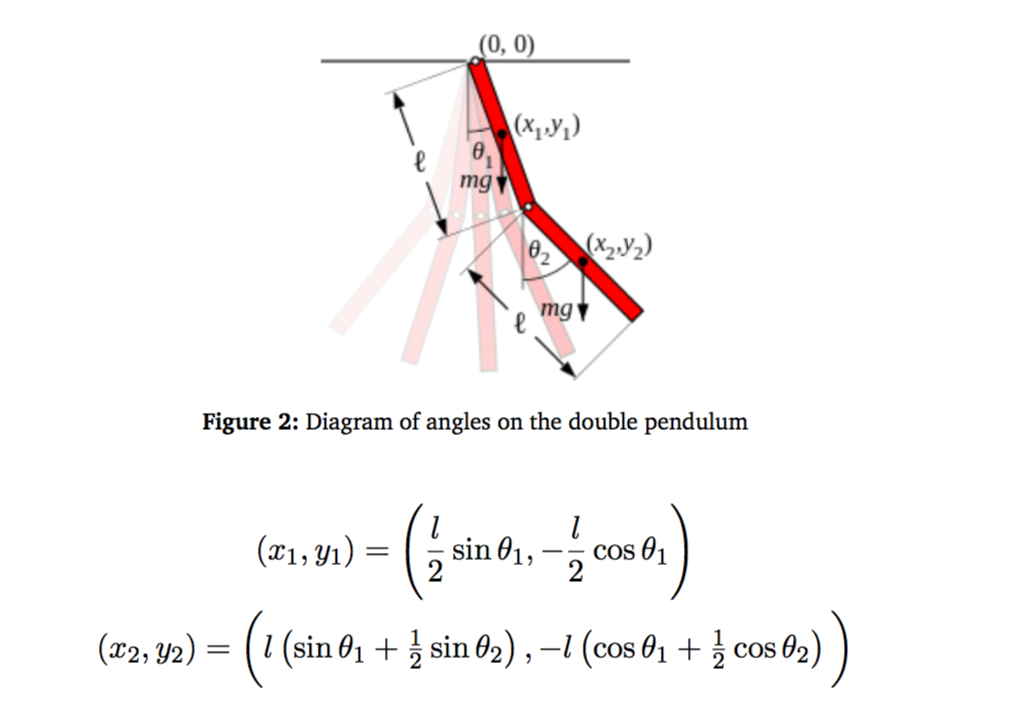 (0, 0)
(x₁,y₁)
θ₁
ℓ
mg
θ₂
(x₂,y₂)
mg
ℓ
Figure 2: Diagram of angles on the double pendulum
(x₁, y₁) = (l/2 sin θ₁, −l/2 cos θ₁)
(x₂, y₂) = (l (sin θ₁ + ½ sin θ₂) , −l (cos θ₁ + ½ cos θ₂))